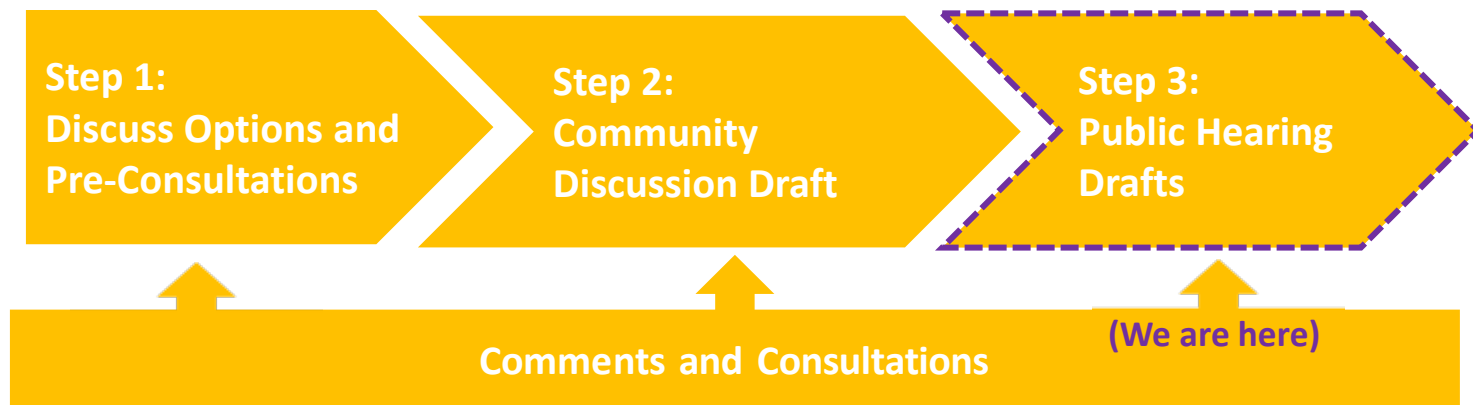 Step 1:
Discuss Options and
Pre-Consultations
Step 2:
Community
Discussion Draft
Step 3:
Public Hearing
Drafts
(We are here)
Comments and Consultations